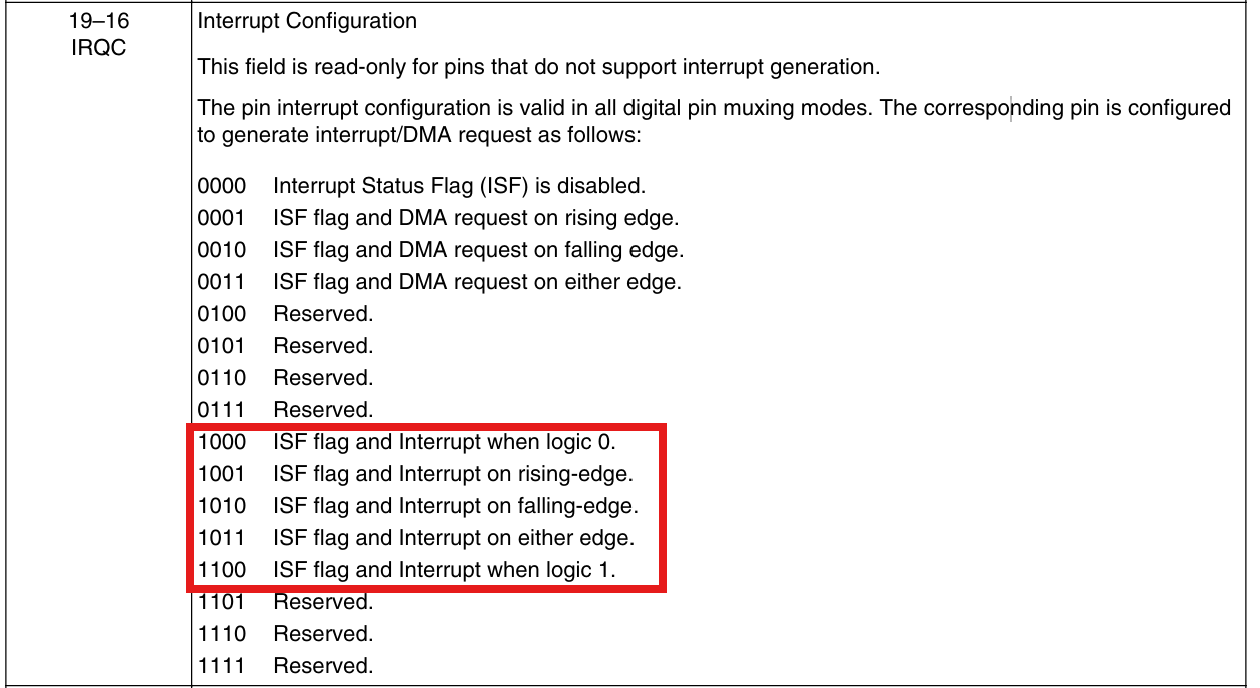 19–16
IRQC
Interrupt Configuration
This field is read-only for pins that do not support interrupt generation.
The pin interrupt configuration is valid in all digital pin muxing modes. The corresponding pin is configured
to generate interrupt/DMA request as follows:
0000 Interrupt Status Flag (ISF) is disabled.
0001 ISF flag and DMA request on rising edge.
0010 ISF flag and DMA request on falling edge.
0011 ISF flag and DMA request on either edge.
0100 Reserved.
0101 Reserved.
0110 Reserved.
0111 Reserved.
1000 ISF flag and Interrupt when logic 0.
1001 ISF flag and Interrupt on rising-edge.
1010 ISF flag and Interrupt on falling-edge.
1011 ISF flag and Interrupt on either edge.
1100 ISF flag and Interrupt when logic 1.
1101 Reserved.
1110 Reserved.
1111 Reserved.